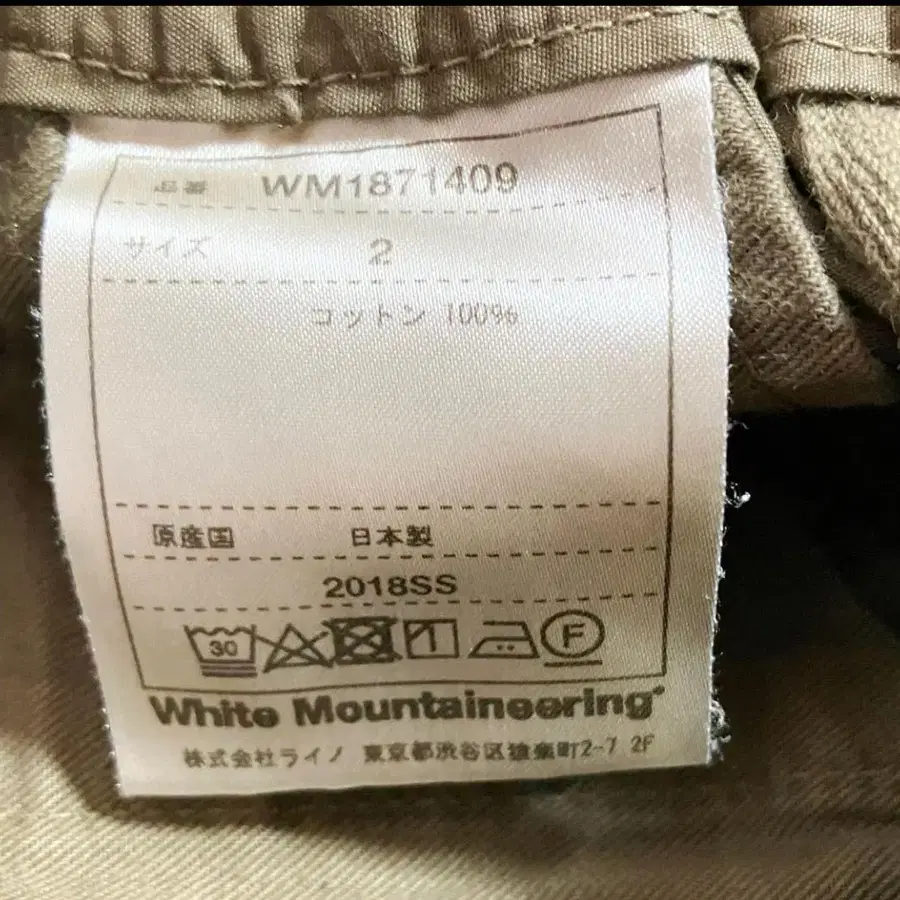 品番 WM1871409
サイズ 2
コットン 100%
原産国 日本製
2018SS
30 F
White Mountaineering
株式会社ライノ 東京都渋谷区猿楽町2-7 2F